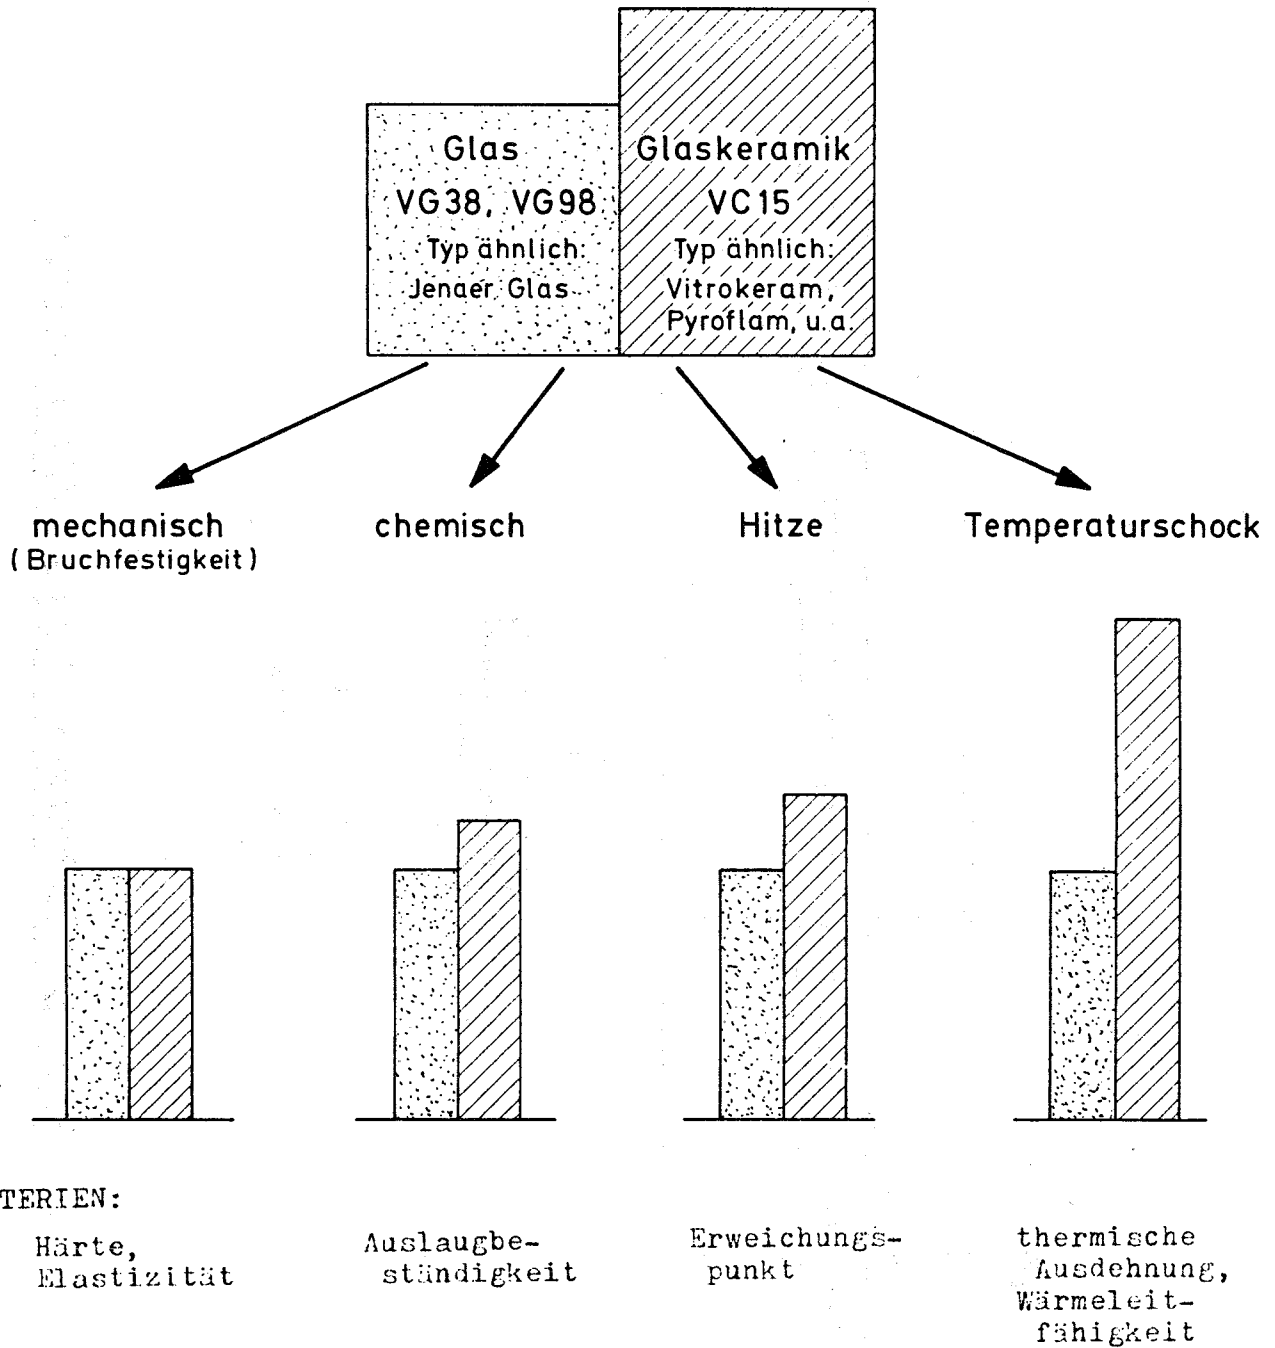 Glas
VG38, VG98
Typ ähnlich:
Jenaer Glas
Glaskeramik
VC15
Typ ähnlich:
Vitrokeram,
Pyroflam, u.a.
mechanisch
(Bruchfestigkeit)
chemisch
Hitze
Temperaturschock
TERIEN:
Härte,
Elastizität
Auslaugbe-
ständigkeit
Erweichungs-
punkt
thermische
Ausdehnung,
Wärmeleit-
fähigkeit